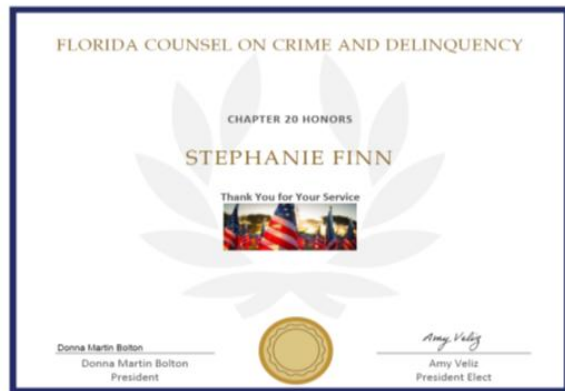 FLORIDA COUNSEL ON CRIME AND DELINQUENCY
CHAPTER 20 HONORS
STEPHANIE FINN
Thank You for Your Service
Donna Martin Bolton
Donna Martin Bolton
President
Amy Veliz
Amy Veliz
President Elect